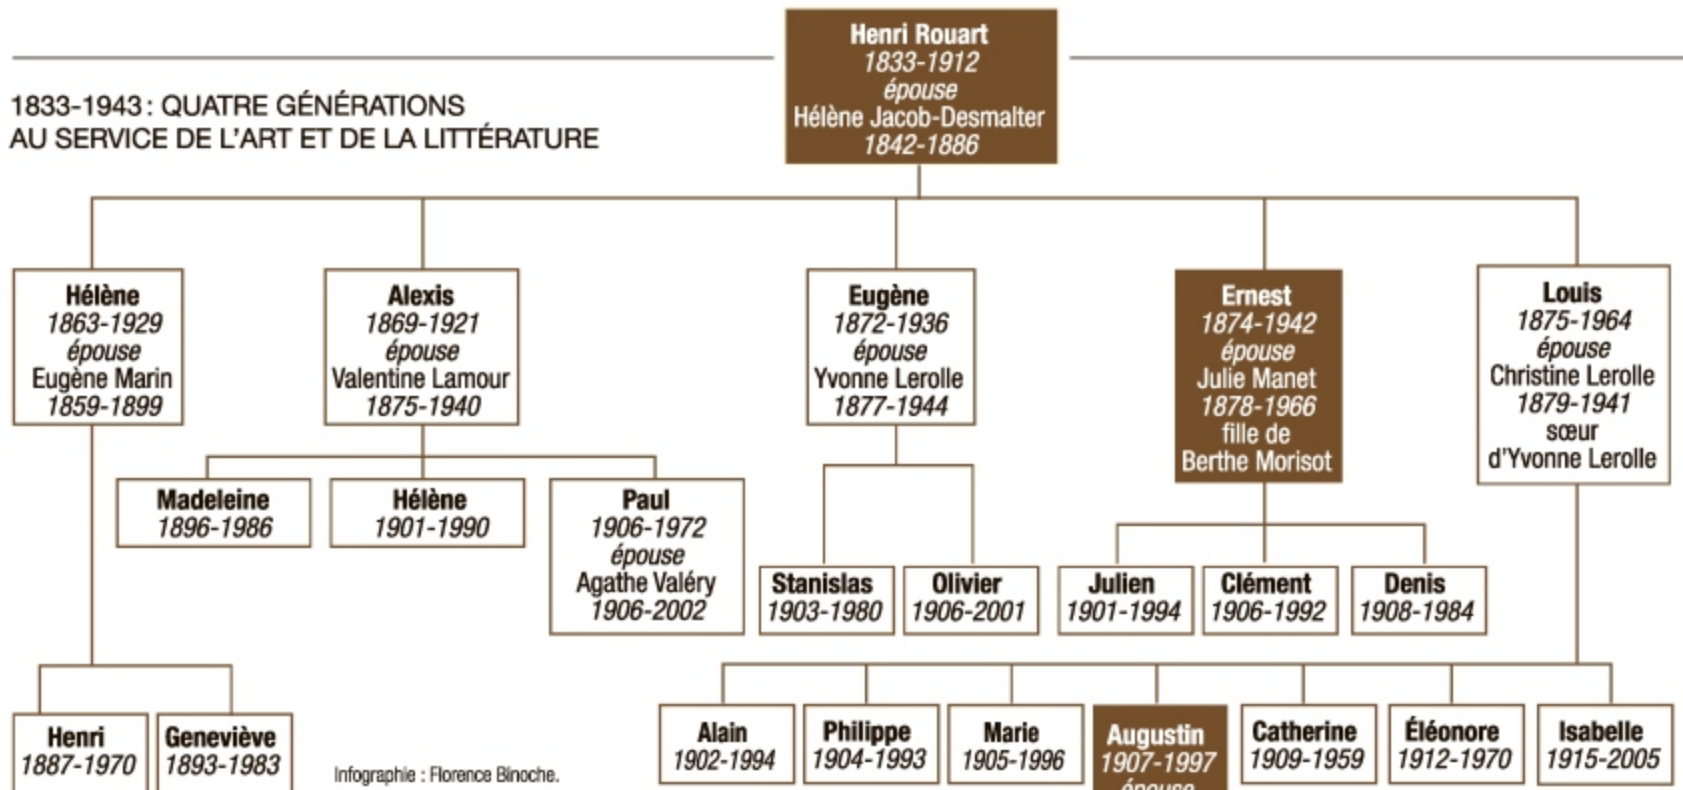 Henri Rouart
1833-1912
épouse
Hélène Jacob-Desmalter
1842-1886
1833-1943 : QUATRE GÉNÉRATIONS
AU SERVICE DE L'ART ET DE LA LITTÉRATURE
Hélène
1863-1929
épouse
Eugène Marin
1859-1899
Alexis
1869-1921
épouse
Valentine Lamour
1875-1940
Eugène
1872-1936
épouse
Yvonne Lerolle
1877-1944
Ernest
1874-1942
épouse
Julie Manet
1878-1966
fille de
Berthe Morisot
Louis
1875-1964
épouse
Christine Lerolle
1879-1941
sœur
d'Yvonne Lerolle
Madeleine
1896-1986
Hélène
1901-1990
Paul
1906-1972
épouse
Agathe Valéry
1906-2002
Stanislas
1903-1980
Olivier
1906-2001
Julien
1901-1994
Clément
1906-1992
Denis
1908-1984
Henri
1887-1970
Geneviève
1893-1983
Infographie : Florence Binoche.
Alain
1902-1994
Philippe
1904-1993
Marie
1905-1996
Augustin
1907-1997
épouse
Catherine
1909-1959
Éléonore
1912-1970
Isabelle
1915-2005